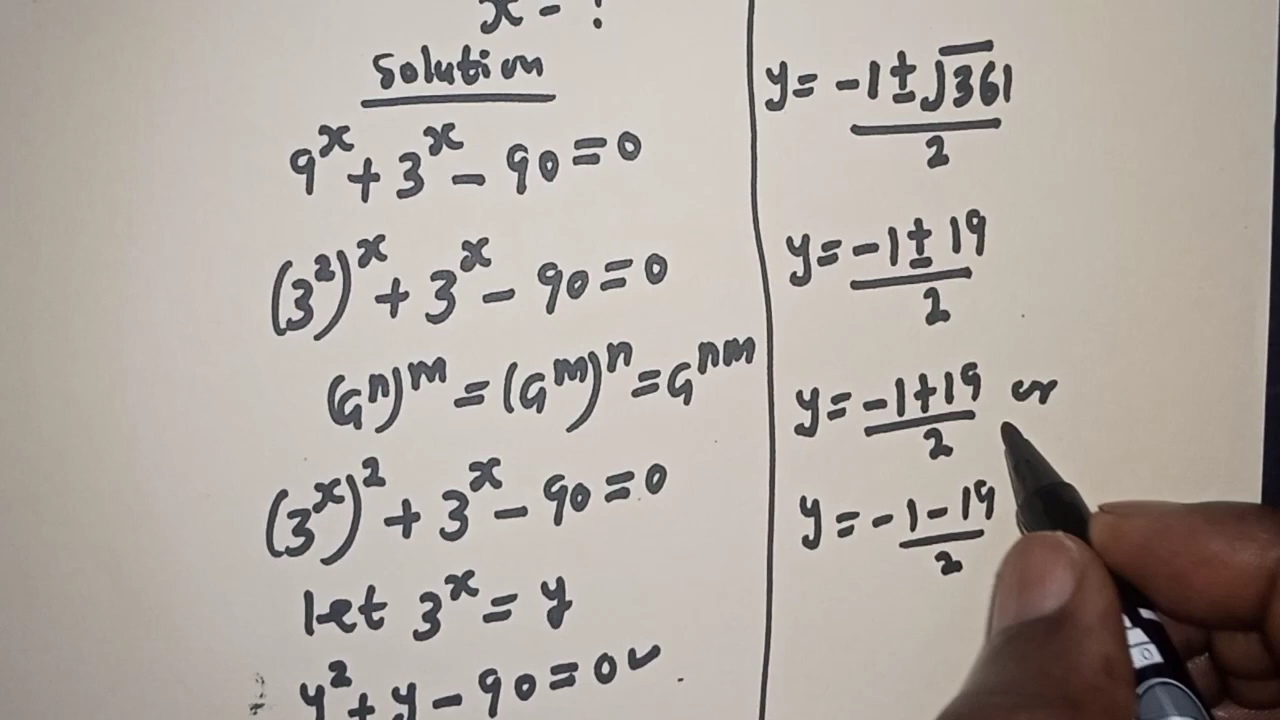 x = ?
Solution
9^x + 3^x - 90 = 0
(3^2)^x + 3^x - 90 = 0
(a^n)^m = (a^m)^n = a^nm
(3^x)^2 + 3^x - 90 = 0
let 3^x = y
y^2 + y - 90 = 0 ✓
y = (-1 ± √361)/2
y = (-1 ± 19)/2
y = (-1 + 19)/2 or
y = (-1 - 19)/2